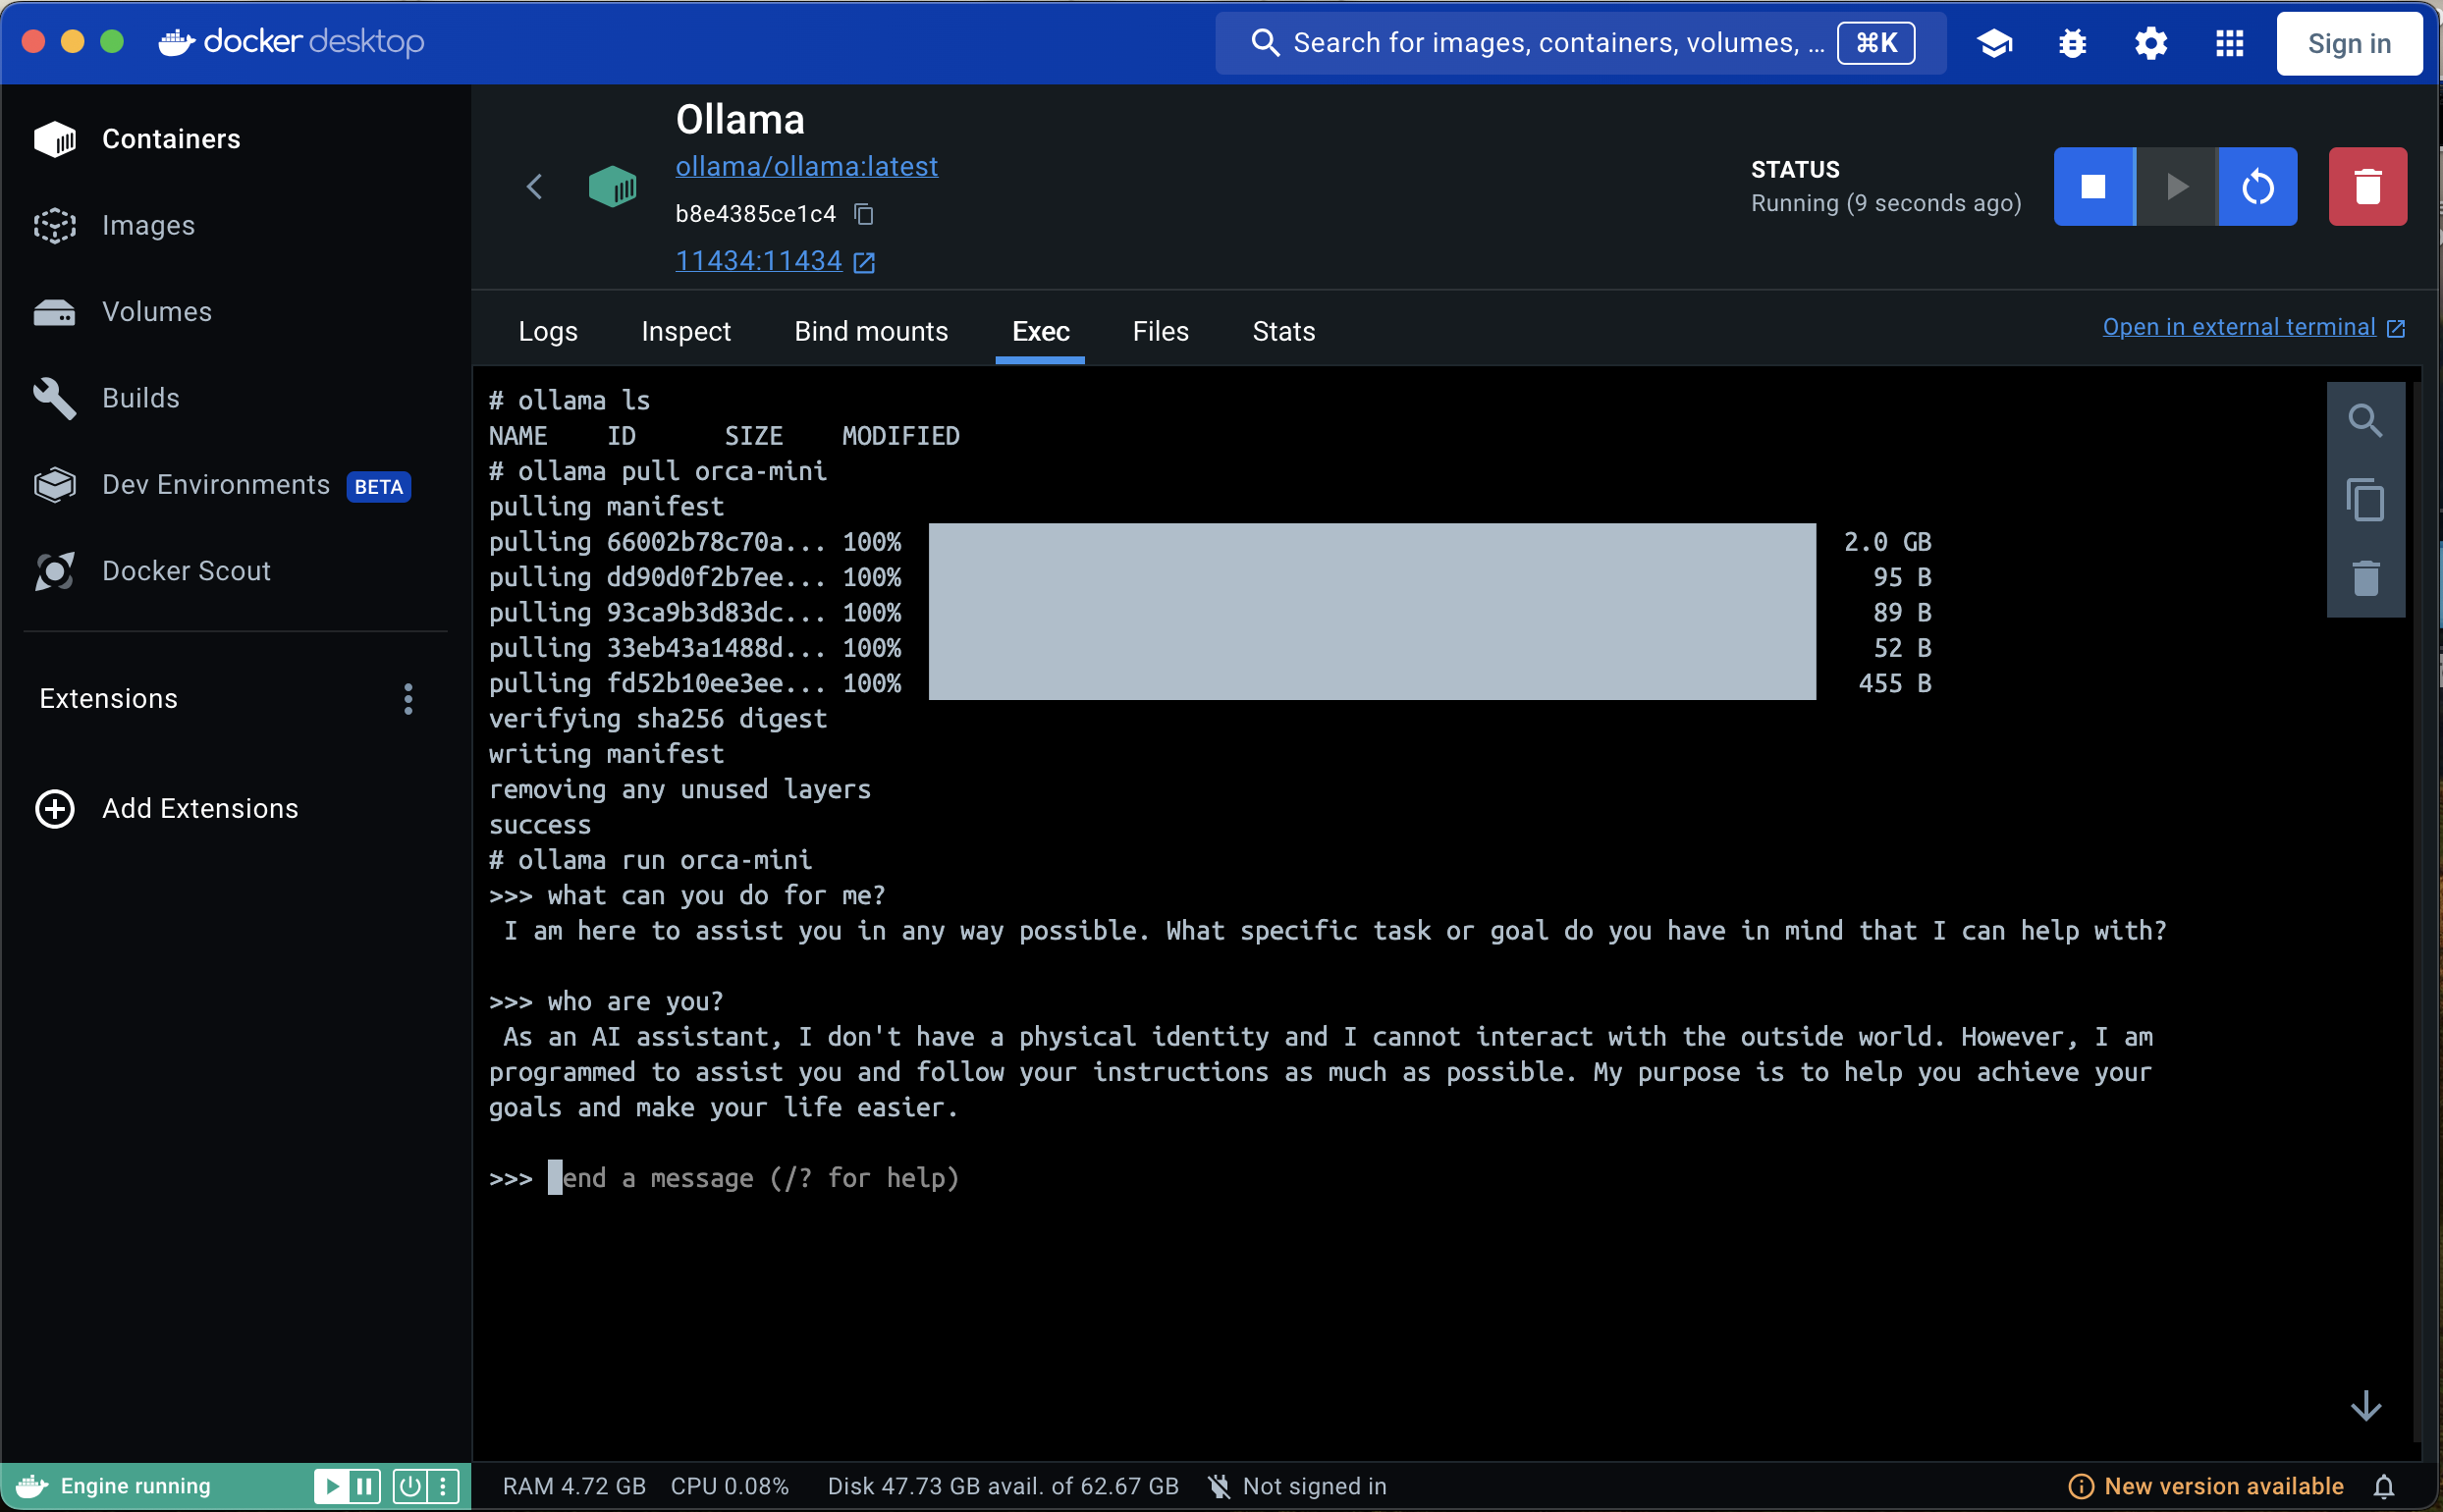 docker desktop
Search for images, containers, volumes, ... ⌘K
Sign in
Containers
Images
Volumes
Builds
Dev Environments BETA
Docker Scout
Extensions
Add Extensions
Ollama
ollama/ollama:latest
b8e4385ce1c4
11434:11434
STATUS
Running (9 seconds ago)
Logs Inspect Bind mounts Exec Files Stats
Open in external terminal
# ollama ls
NAME ID SIZE MODIFIED
# ollama pull orca-mini
pulling manifest
pulling 66002b78c70a... 100% 2.0 GB
pulling dd90d0f2b7ee... 100% 95 B
pulling 93ca9b3d83dc... 100% 89 B
pulling 33eb43a1488d... 100% 52 B
pulling fd52b10ee3ee... 100% 455 B
verifying sha256 digest
writing manifest
removing any unused layers
success
# ollama run orca-mini
>>> what can you do for me?
I am here to assist you in any way possible. What specific task or goal do you have in mind that I can help with?
>>> who are you?
As an AI assistant, I don't have a physical identity and I cannot interact with the outside world. However, I am
programmed to assist you and follow your instructions as much as possible. My purpose is to help you achieve your
goals and make your life easier.
>>> end a message (/? for help)
Engine running
RAM 4.72 GB CPU 0.08% Disk 47.73 GB avail. of 62.67 GB Not signed in
New version available